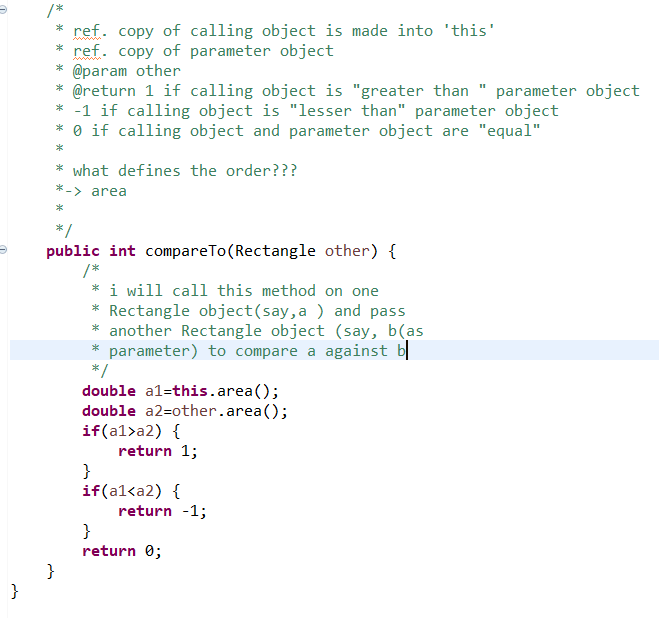 /*
 * ref. copy of calling object is made into 'this'
 * ref. copy of parameter object
 * @param other
 * @return 1 if calling object is "greater than " parameter object
 * -1 if calling object is "lesser than" parameter object
 * 0 if calling object and parameter object are "equal"
 *
 * what defines the order???
 *-> area
 *
 */
public int compareTo(Rectangle other) {
    /*
     * i will call this method on one
     * Rectangle object(say,a ) and pass
     * another Rectangle object (say, b(as
     * parameter) to compare a against b
     */
    double a1=this.area();
    double a2=other.area();
    if(a1>a2) {
        return 1;
    }
    if(a1<a2) {
        return -1;
    }
    return 0;
}
}